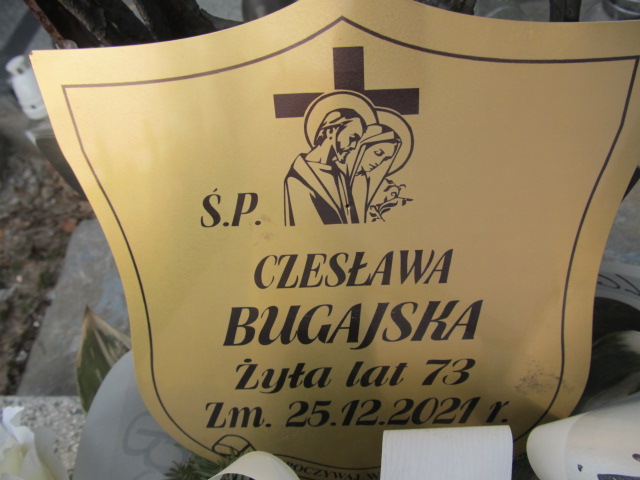 Ś.P.
CZESŁAWA
BUGAJSKA
Żyła lat 73
Zm. 25.12.2021 r.